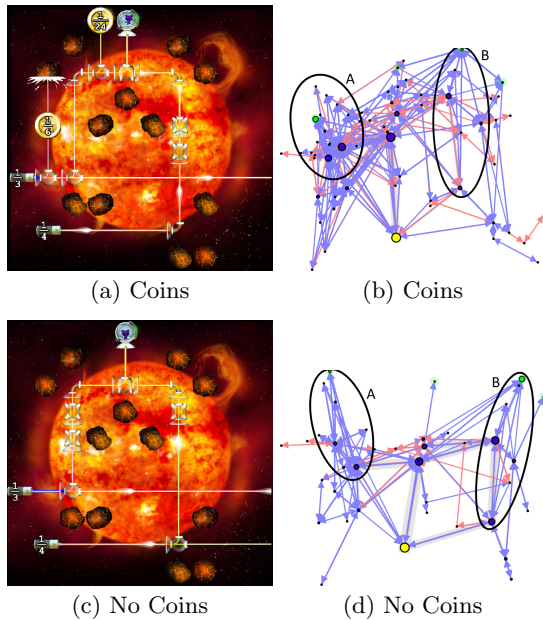 1/24
1/6
1/3
1/4
A
B
(a) Coins
(b) Coins
1/3
1/4
A
B
(c) No Coins
(d) No Coins